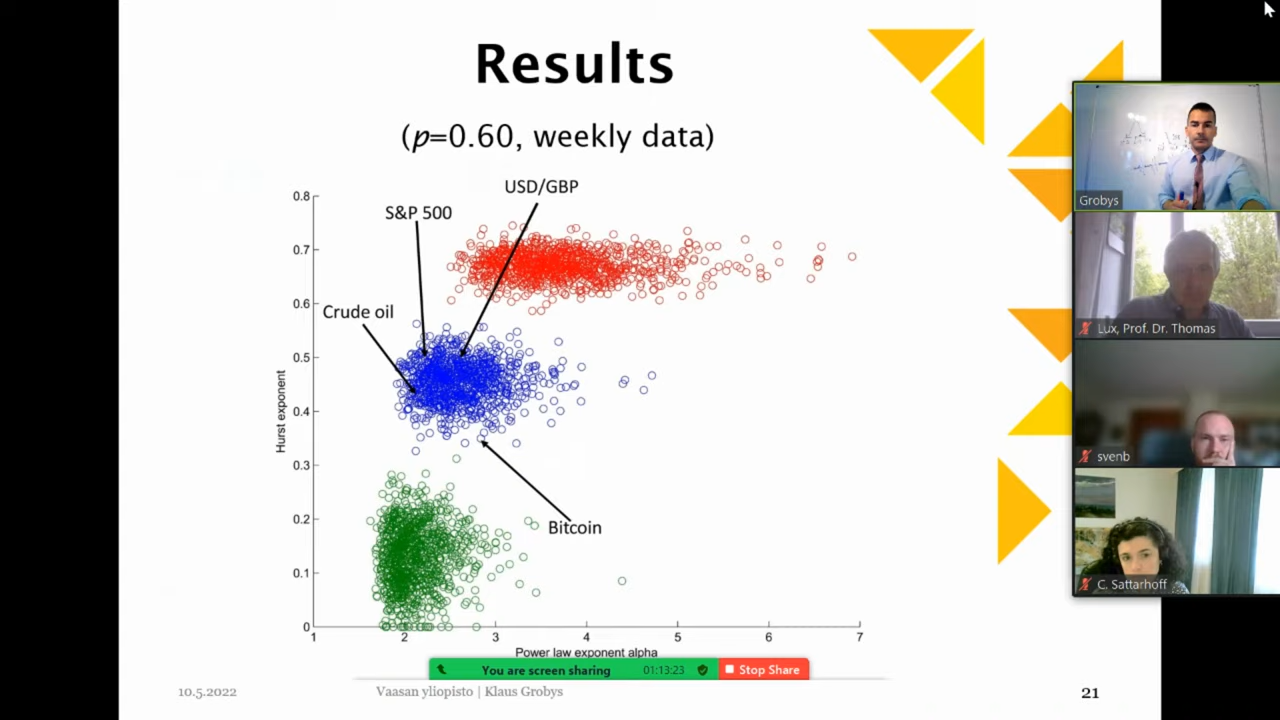 Results
(p=0.60, weekly data)
USD/GBP
S&P 500
Crude oil
Bitcoin
Hurst exponent
0.8
0.7
0.6
0.5
0.4
0.3
0.2
0.1
0
1 2 3 4 5 6 7
Power law exponent alpha
You are screen sharing 01:13:23 Stop Share
10.5.2022 Vaasan yliopisto | Klaus Grobys 21
Grobys
Lux, Prof. Dr. Thomas
svenb
C. Sattarhoff